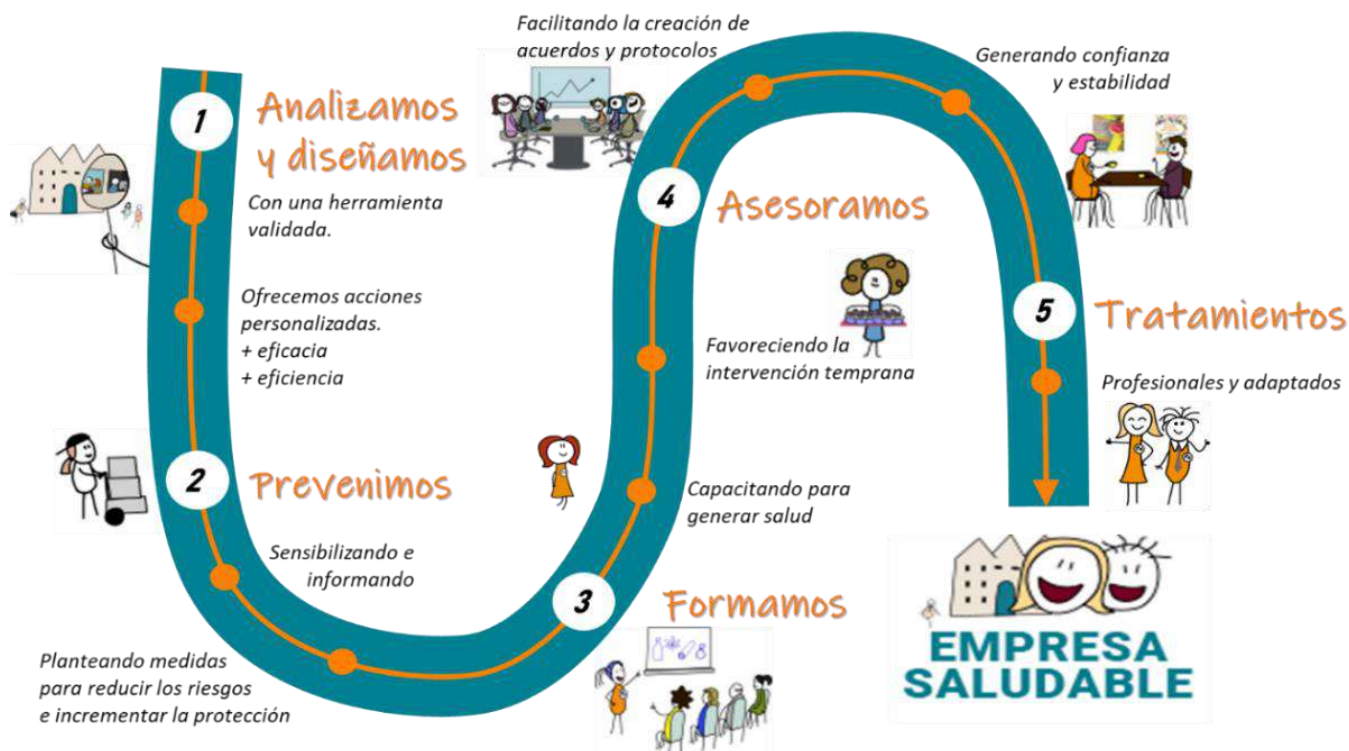 1
Analizamos
y diseñamos
Con una herramienta
validada.
Ofrecemos acciones
personalizadas.
+ eficacia
+ eficiencia
2
Prevenimos
Sensibilizando e
informando
Planteando medidas
para reducir los riesgos
e incrementar la protección
3
Formamos
Capacitando para
generar salud
Favoreciendo la
intervención temprana
4
Asesoramos
Facilitando la creación de
acuerdos y protocolos
Generando confianza
y estabilidad
5
Tratamientos
Profesionales y adaptados
EMPRESA
SALUDABLE